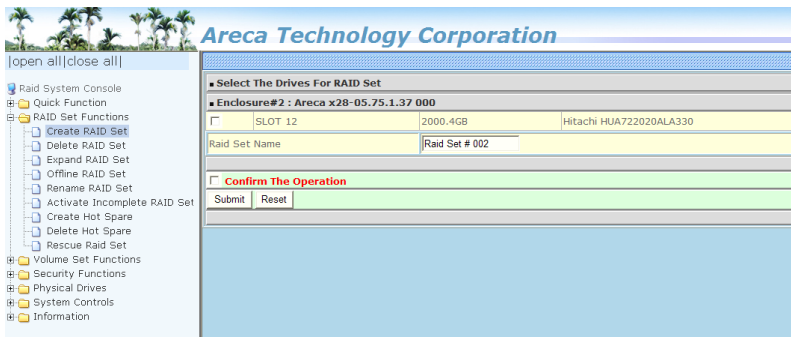 Areca Technology Corporation
|open all|close all|
Raid System Console
Quick Function
RAID Set Functions
Create RAID Set
Delete RAID Set
Expand RAID Set
Offline RAID Set
Rename RAID Set
Activate Incomplete RAID Set
Create Hot Spare
Delete Hot Spare
Rescue Raid Set
Volume Set Functions
Security Functions
Physical Drives
System Controls
Information
Select The Drives For RAID Set
Enclosure#2 : Areca x28-05.75.1.37 000
SLOT 12 2000.4GB Hitachi HUA722020ALA330
Raid Set Name Raid Set # 002
Confirm The Operation
Submit Reset